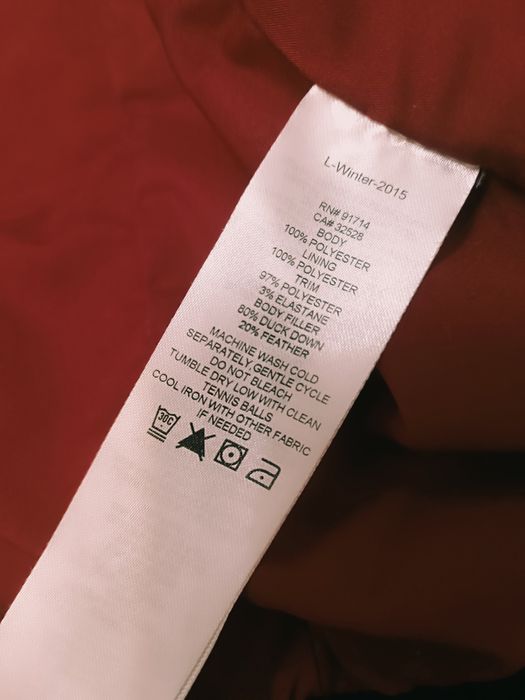 L-Winter-2015
RN# 91714
CA# 32528
BODY
100% POLYESTER
LINING
100% POLYESTER
TRIM
97% POLYESTER
3% ELASTANE
BODY FILLER
80% DUCK DOWN
20% FEATHER
MACHINE WASH COLD
SEPARATELY, GENTLE CYCLE
DO NOT BLEACH
TUMBLE DRY LOW WITH CLEAN
TENNIS BALLS
COOL IRON WITH OTHER FABRIC
IF NEEDED
30C